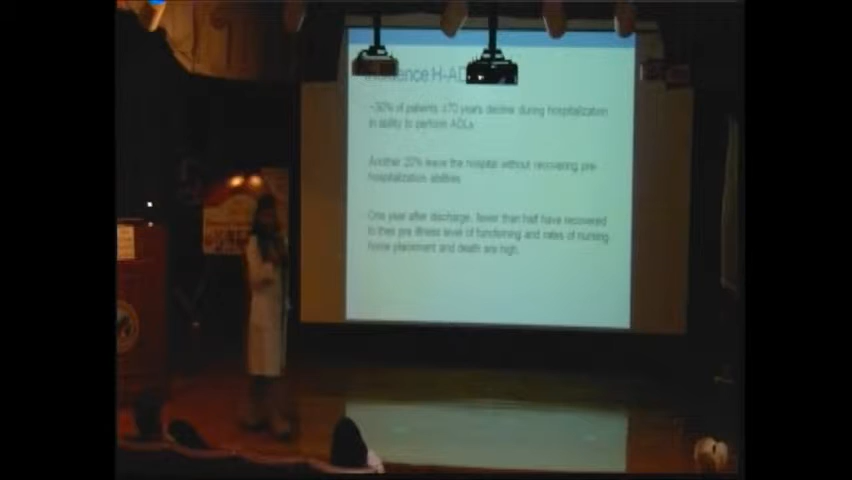 Incidence H-AD
~30% of patients ≥70 years decline during hospitalization
in ability to perform ADLs
Another 20% leave the hospital without recovering pre-
hospitalization abilities
One year after discharge, fewer than half have recovered
to their pre illness level of functioning and rates of nursing
home placement and death are high.